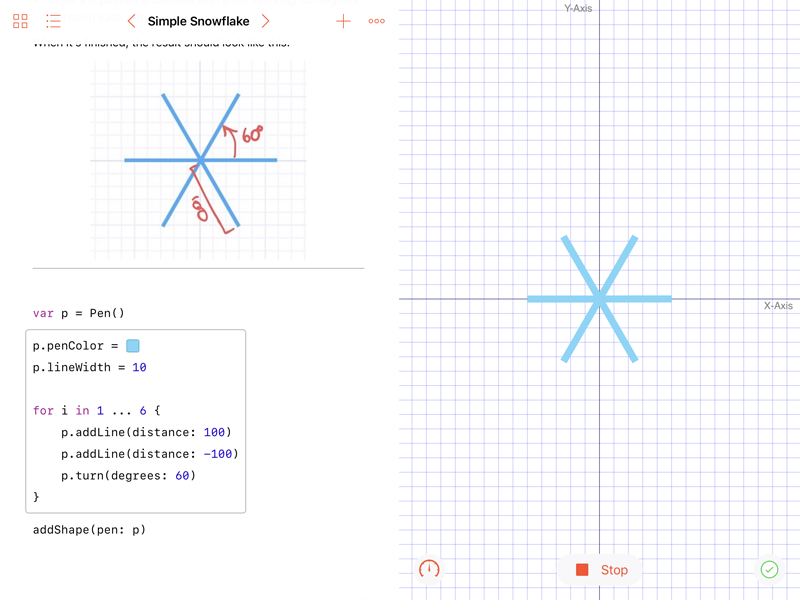 Simple Snowflake
When it's finished, the result should look like this:
60°
var p = Pen()
p.penColor =
p.lineWidth = 10
for i in 1 ... 6 {
p.addLine(distance: 100)
p.addLine(distance: -100)
p.turn(degrees: 60)
}
addShape(pen: p)
Y-Axis
X-Axis
Stop